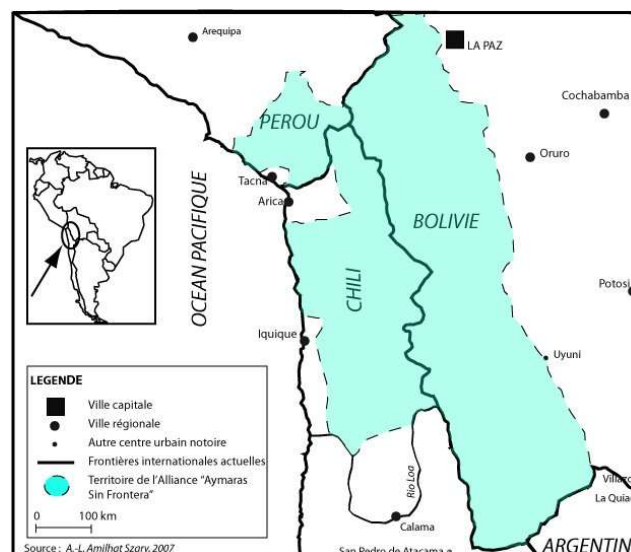 Arequipa
LA PAZ
Cochabamba
PEROU
Oruro
Tacna
Arica
OCEAN PACIFIQUE
BOLIVIE
CHILI
Potosi
Iquique
Uyuni
LEGENDE
Ville capitale
Ville régionale
Autre centre urbain notoire
Frontières internationales actuelles
Territoire de l'Alliance "Aymaras
Sin Frontera"
0 100 km
Rio Loa
Villazo
La Quiac
Calama
ARGENTIN
San Pedro de Atacama
Source : A.-L. Amilhat Szary, 2007